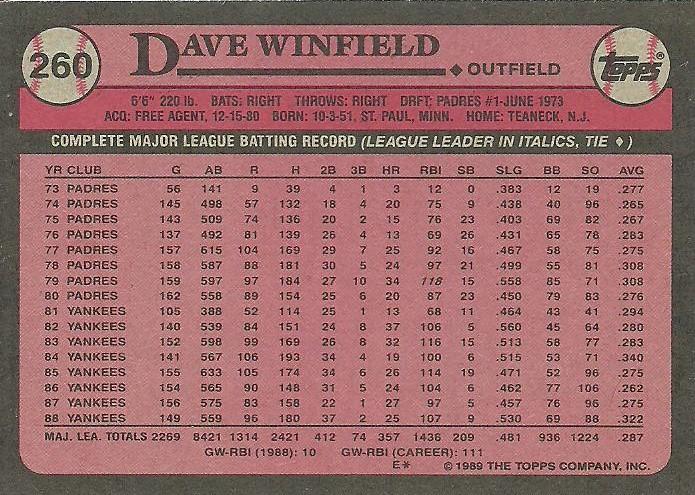 260
DAVE WINFIELD
◆ OUTFIELD
TOPPS®
6'6" 220 lb. BATS: RIGHT THROWS: RIGHT DRFT: PADRES #1-JUNE 1973
ACQ: FREE AGENT, 12-15-80 BORN: 10-3-51, ST. PAUL, MINN. HOME: TEANECK, N.J.
COMPLETE MAJOR LEAGUE BATTING RECORD (LEAGUE LEADER IN ITALICS, TIE ♦)
YR CLUB G AB R H 2B 3B HR RBI SB SLG BB SO AVG
73 PADRES 56 141 9 39 4 1 3 12 0 .383 12 19 .277
74 PADRES 145 498 57 132 18 4 20 75 9 .438 40 96 .265
75 PADRES 143 509 74 136 20 2 15 76 23 .403 69 82 .267
76 PADRES 137 492 81 139 26 4 13 69 26 .431 65 78 .283
77 PADRES 157 615 104 169 29 7 25 92 16 .467 58 75 .275
78 PADRES 158 587 88 181 30 5 24 97 21 .499 55 81 .308
79 PADRES 159 597 97 184 27 10 34 118 15 .558 85 71 .308
80 PADRES 162 558 89 154 25 6 20 87 23 .450 79 83 .276
81 YANKEES 105 388 52 114 25 1 13 68 11 .464 43 41 .294
82 YANKEES 140 539 84 151 24 8 37 106 5 .560 45 64 .280
83 YANKEES 152 598 99 169 26 8 32 116 15 .513 58 77 .283
84 YANKEES 141 567 106 193 34 4 19 100 6 .515 53 71 .340
85 YANKEES 155 633 105 174 34 6 26 114 19 .471 52 96 .275
86 YANKEES 154 565 90 148 31 5 24 104 6 .462 77 106 .262
87 YANKEES 156 575 83 158 22 1 27 97 5 .457 76 96 .275
88 YANKEES 149 559 96 180 37 2 25 107 9 .530 69 88 .322
MAJ. LEA. TOTALS 2269 8421 1314 2421 412 74 357 1438 209 .481 936 1224 .287
GW-RBI (1988): 10 GW-RBI (CAREER): 111
E* © 1989 THE TOPPS COMPANY, INC.